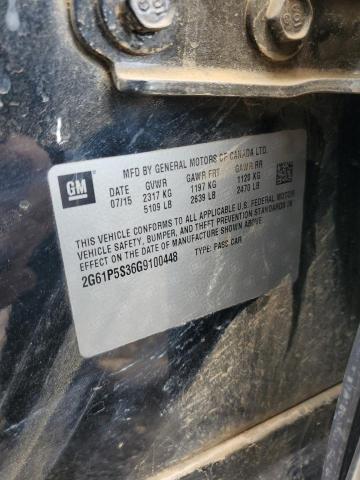 MFD BY GENERAL MOTORS OF CANADA LTD.
GM
DATE GVWR GAWR FRT GAWR RR
07/15 2317 KG 1197 KG 1120 KG
5109 LB 2639 LB 2470 LB
THIS VEHICLE CONFORMS TO ALL APPLICABLE U.S. FEDERAL MOTOR
VEHICLE SAFETY, BUMPER, AND THEFT PREVENTION STANDARDS IN
EFFECT ON THE DATE OF MANUFACTURE SHOWN ABOVE.
2G61P5S36G9100448 TYPE: PASS CAR